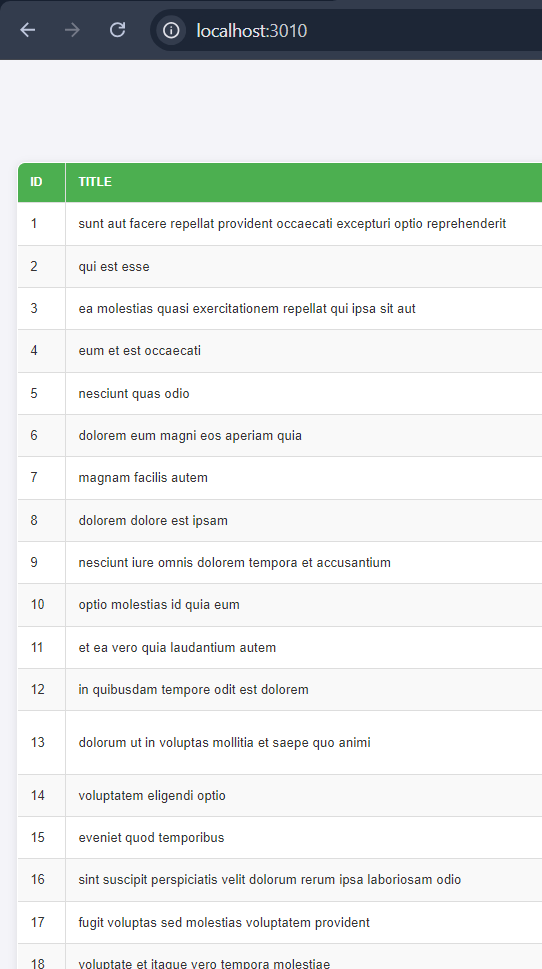 localhost:3010
ID TITLE
1 sunt aut facere repellat provident occaecati excepturi optio reprehenderit
2 qui est esse
3 ea molestias quasi exercitationem repellat qui ipsa sit aut
4 eum et est occaecati
5 nesciunt quas odio
6 dolorem eum magni eos aperiam quia
7 magnam facilis autem
8 dolorem dolore est ipsam
9 nesciunt iure omnis dolorem tempora et accusantium
10 optio molestias id quia eum
11 et ea vero quia laudantium autem
12 in quibusdam tempore odit est dolorem
13 dolorum ut in voluptas mollitia et saepe quo animi
14 voluptatem eligendi optio
15 eveniet quod temporibus
16 sint suscipit perspiciatis velit dolorum rerum ipsa laboriosam odio
17 fugit voluptas sed molestias voluptatem provident
18 voluptate et itaque vero tempora molestiae